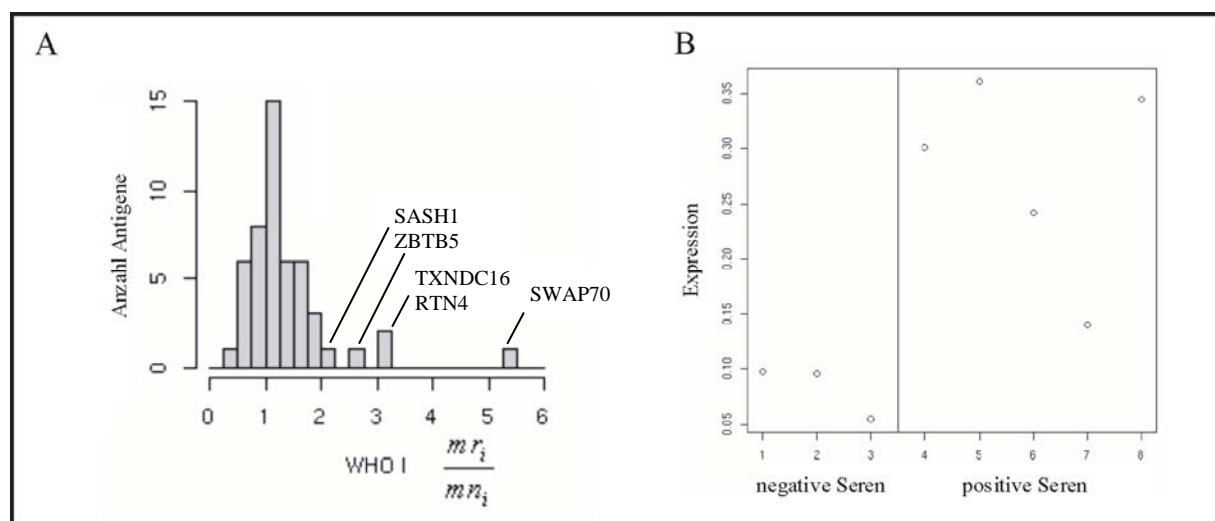 A
B
Anzahl Antigene
15
10
5
0
SASH1
ZBTB5
TXNDC16
RTN4
SWAP70
0 1 2 3 4 5 6
WHO I m r_i / m n_i
Expression
0.35
0.30
0.25
0.20
0.15
0.10
0.05
1 2 3 4 5 6 7 8
negative Seren positive Seren